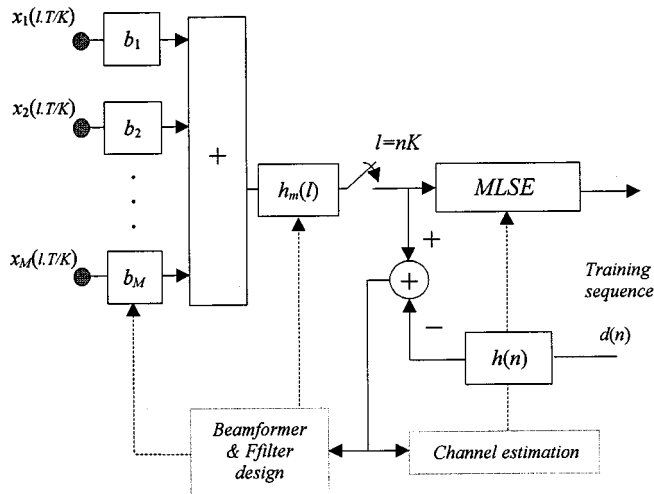 x1(l.T/K)
b1
x2(l.T/K)
b2
+
l=nK
hm(l)
MLSE
xM(l.T/K)
bM
+
+
−
Training
sequence
d(n)
h(n)
Beamformer
& Ffilter
design
Channel estimation